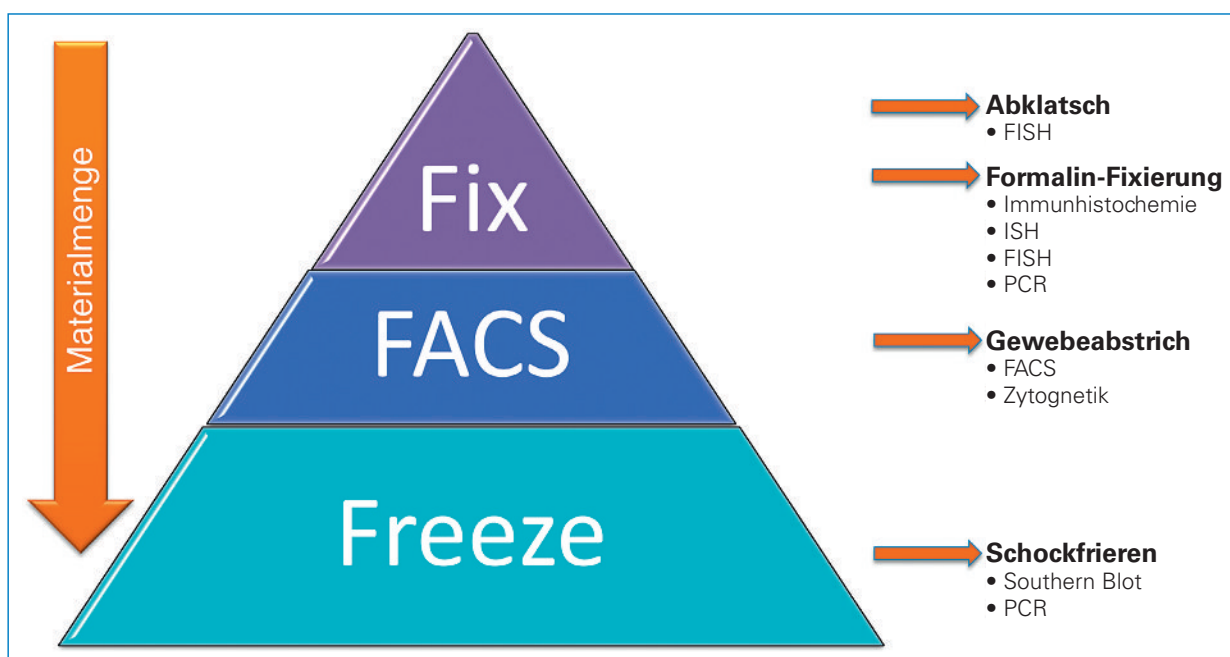 Materialmenge
Fix
FACS
Freeze
Abklatsch
• FISH
Formalin-Fixierung
• Immunhistochemie
• ISH
• FISH
• PCR
Gewebeabstrich
• FACS
• Zytognetik
Schockfrieren
• Southern Blot
• PCR